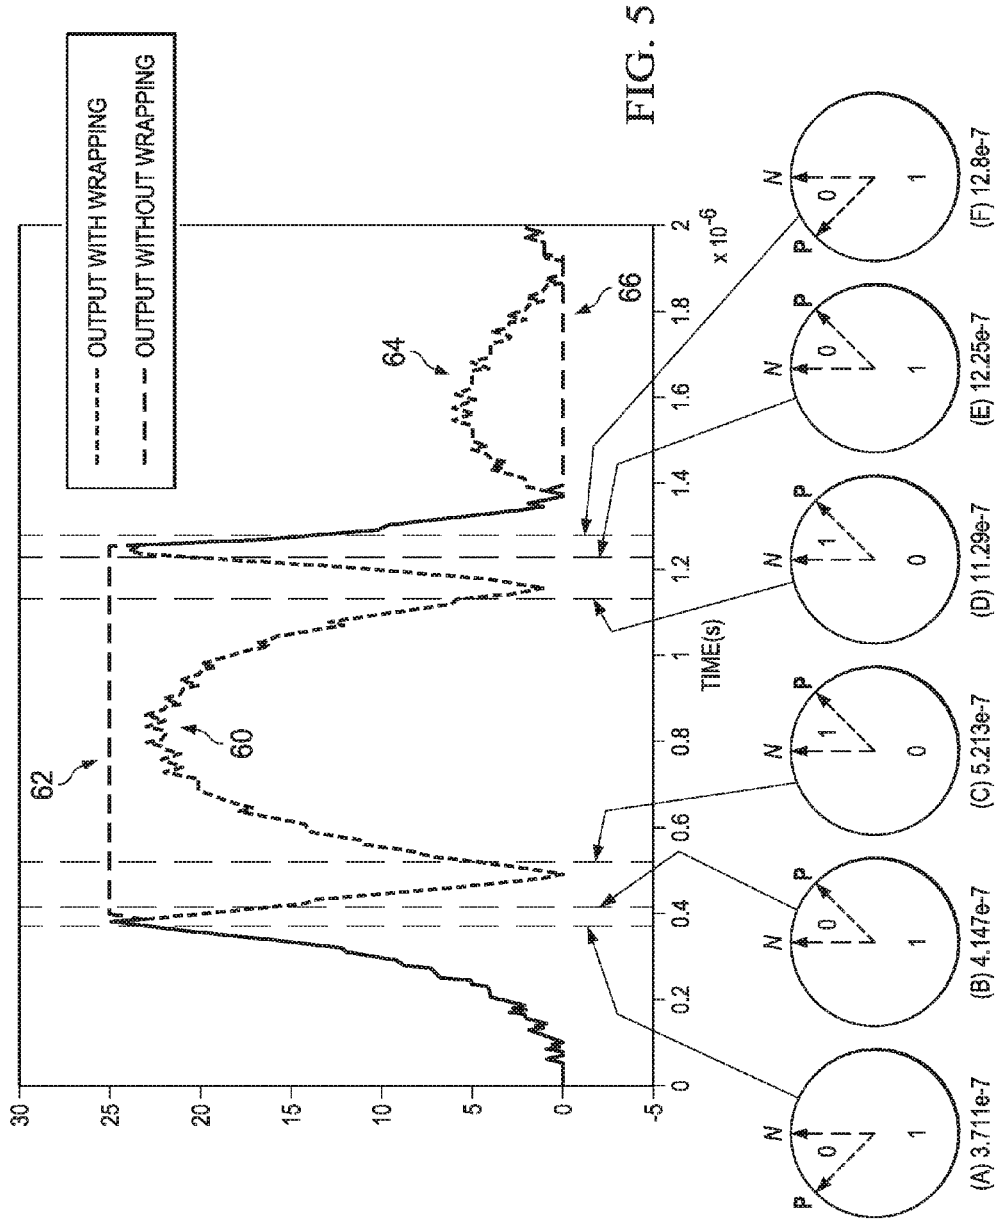 OUTPUT WITH WRAPPING
OUTPUT WITHOUT WRAPPING
30
25
20
15
10
5
0
-5
62
60
64
66
0
0.2
0.4
0.6
0.8
1
1.2
1.4
1.6
1.8
2
x 10⁻⁶
TIME(s)
P
N
0
1
(A) 3.711e-7
N
P
0
1
(B) 4.147e-7
N
P
1
0
(C) 5.213e-7
N
P
1
0
(D) 11.29e-7
N
P
0
1
(E) 12.25e-7
P
N
0
1
(F) 12.8e-7
FIG. 5